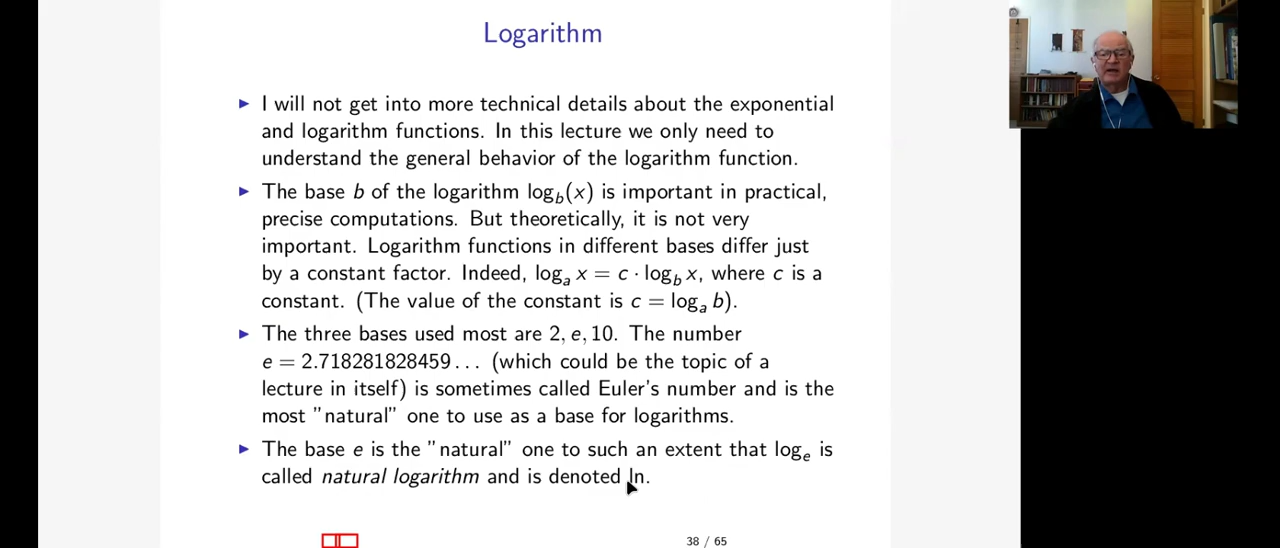 Logarithm
▶ I will not get into more technical details about the exponential
and logarithm functions. In this lecture we only need to
understand the general behavior of the logarithm function.
▶ The base b of the logarithm log_b(x) is important in practical,
precise computations. But theoretically, it is not very
important. Logarithm functions in different bases differ just
by a constant factor. Indeed, log_a x = c · log_b x, where c is a
constant. (The value of the constant is c = log_a b).
▶ The three bases used most are 2, e, 10. The number
e = 2.718281828459... (which could be the topic of a
lecture in itself) is sometimes called Euler's number and is the
most "natural" one to use as a base for logarithms.
▶ The base e is the "natural" one to such an extent that log_e is
called natural logarithm and is denoted ln.
38 / 65